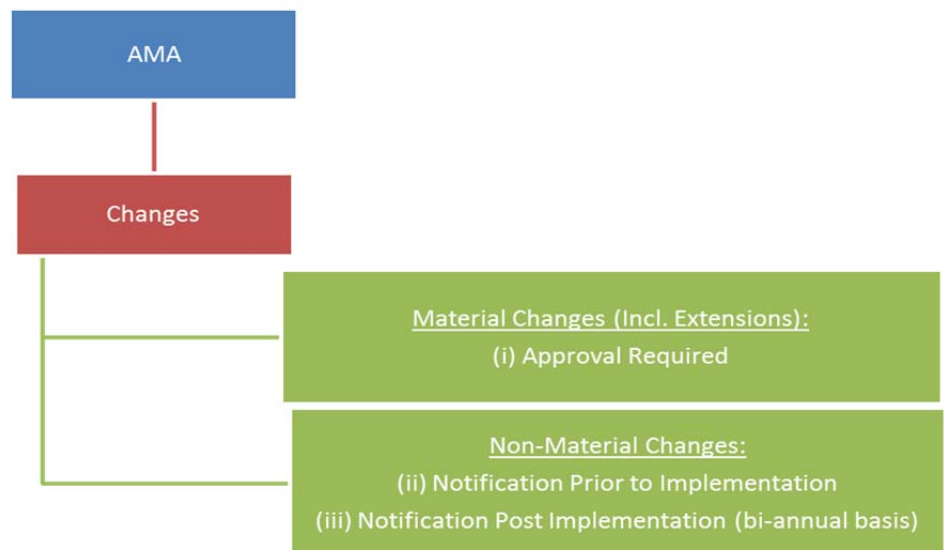 AMA
Changes
Material Changes (Incl. Extensions):
(i) Approval Required
Non-Material Changes:
(ii) Notification Prior to Implementation
(iii) Notification Post Implementation (bi-annual basis)